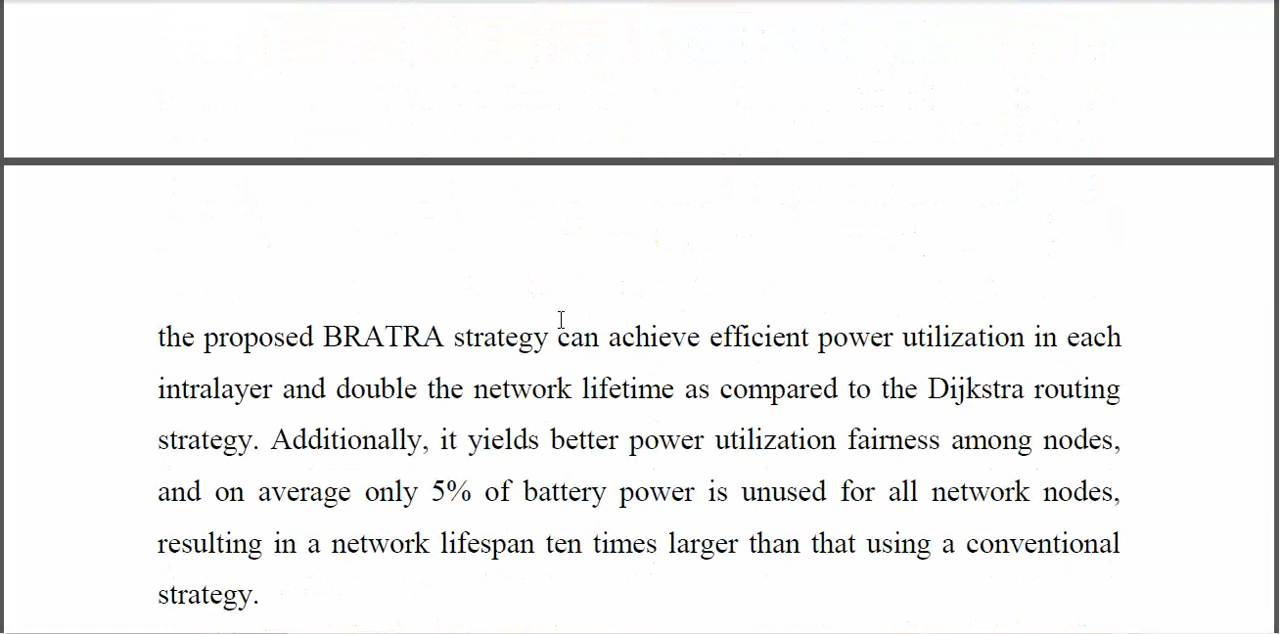 the proposed BRATRA strategy can achieve efficient power utilization in each
intralayer and double the network lifetime as compared to the Dijkstra routing
strategy. Additionally, it yields better power utilization fairness among nodes,
and on average only 5% of battery power is unused for all network nodes,
resulting in a network lifespan ten times larger than that using a conventional
strategy.